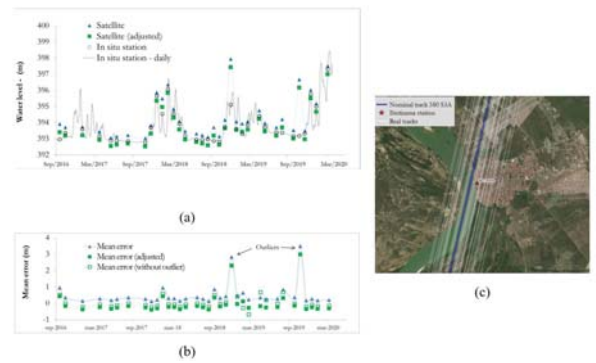 Satellite
Satellite (adjusted)
In situ station
In situ station - daily
Water level - (m)
400
399
398
397
396
395
394
393
392
Sep/2016
Mar/2017
Sep/2017
Mar/2018
Sep/2018
Mar/2019
Sep/2019
Mar/2020
(a)
Mean error
Mean error (adjusted)
Mean error (without outlier)
Outliers
Mean error (m)
4
3
2
1
0
-1
sep-2016
mar-2017
sep-2017
mar-18
sep-2018
mar-2019
sep-2019
mar-2020
(b)
Nominal track
station
Real tracks
(c)